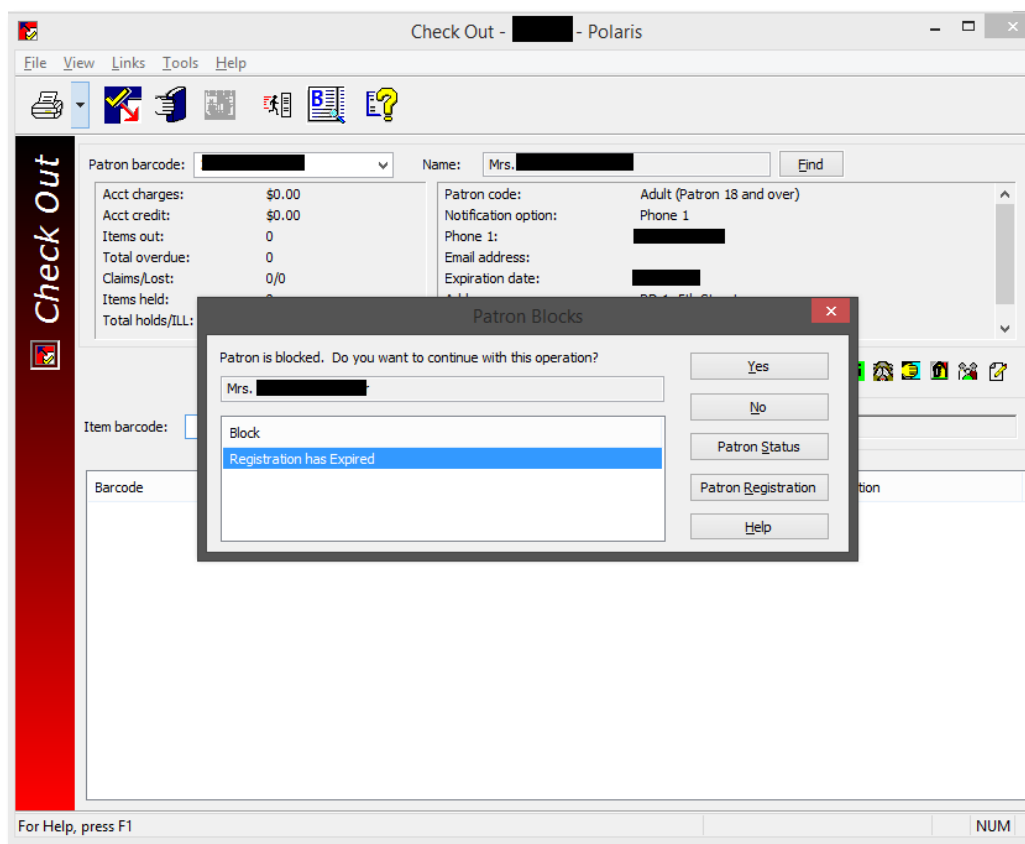 Check Out - - Polaris
File View Links Tools Help
Check Out
Patron barcode: Name: Mrs. Find
Acct charges: $0.00 Patron code: Adult (Patron 18 and over)
Acct credit: $0.00 Notification option: Phone 1
Items out: 0 Phone 1:
Total overdue: 0 Email address:
Claims/Lost: 0/0 Expiration date:
Items held:
Total holds/ILL:
Patron Blocks
Patron is blocked. Do you want to continue with this operation?
Yes
Mrs.
No
Item barcode:
Block
Patron Status
Registration has Expired
Barcode
Patron Registration
tion
Help
For Help, press F1 NUM